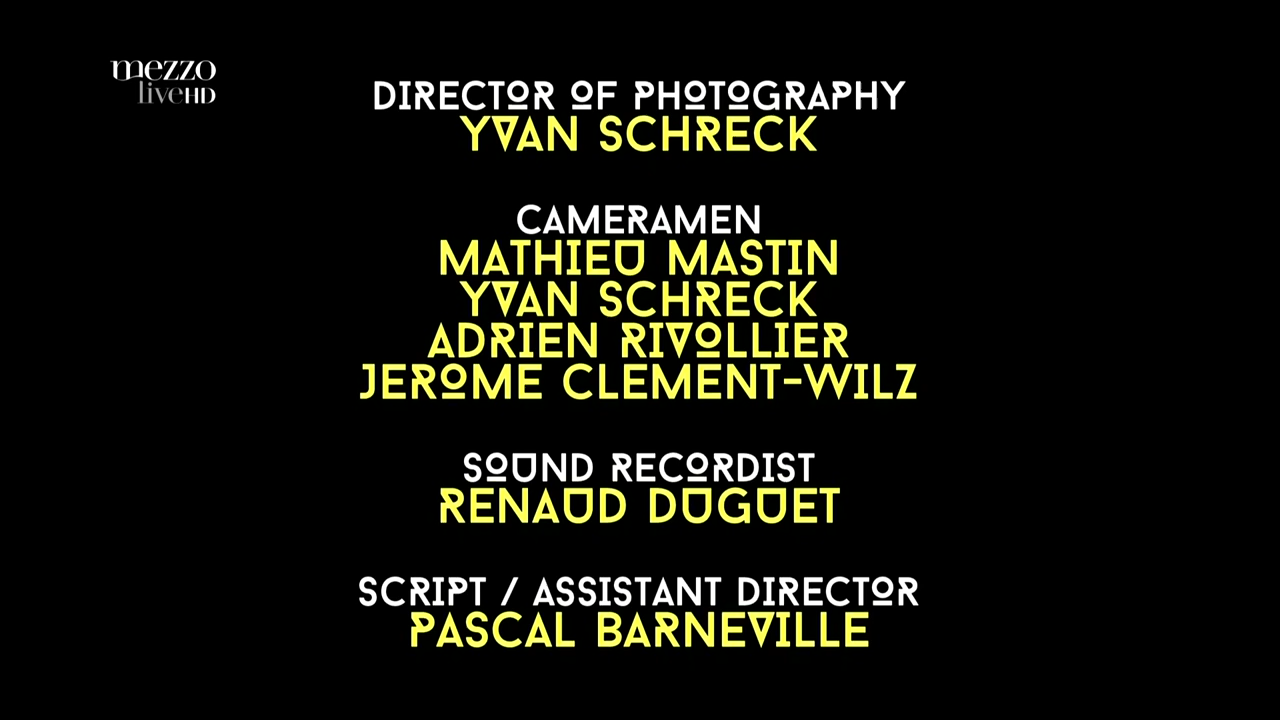 mezzo
liveHD
DIRECTOR OF PHOTOGRAPHY
YVAN SCHRECK
CAMERAMEN
MATHIEU MASTIN
YVAN SCHRECK
ADRIEN RIVOLLIER
JEROME CLEMENT-WILZ
SOUND RECORDIST
RENAUD DUGUET
SCRIPT / ASSISTANT DIRECTOR
PASCAL BARNEVILLE